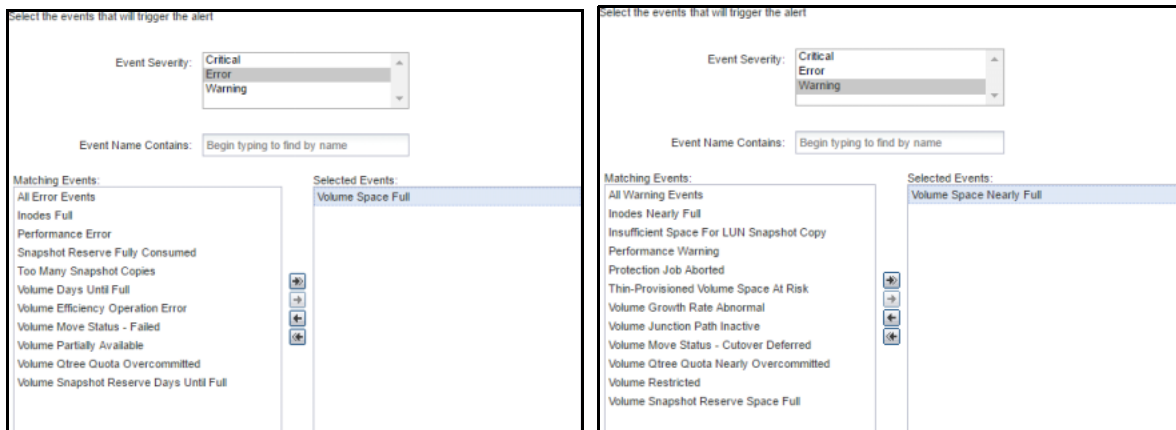 Select the events that will trigger the alert
Event Severity:
Critical
Error
Warning
Event Name Contains:
Begin typing to find by name
Matching Events:
All Error Events
Inodes Full
Performance Error
Snapshot Reserve Fully Consumed
Too Many Snapshot Copies
Volume Days Until Full
Volume Efficiency Operation Error
Volume Move Status - Failed
Volume Partially Available
Volume Qtree Quota Overcommitted
Volume Snapshot Reserve Days Until Full
Selected Events:
Volume Space Full
Select the events that will trigger the alert
Event Severity:
Critical
Error
Warning
Event Name Contains:
Begin typing to find by name
Matching Events:
All Warning Events
Inodes Nearly Full
Insufficient Space For LUN Snapshot Copy
Performance Warning
Protection Job Aborted
Thin-Provisioned Volume Space At Risk
Volume Growth Rate Abnormal
Volume Junction Path Inactive
Volume Move Status - Cutover Deferred
Volume Qtree Quota Nearly Overcommitted
Volume Restricted
Volume Snapshot Reserve Space Full
Selected Events:
Volume Space Nearly Full